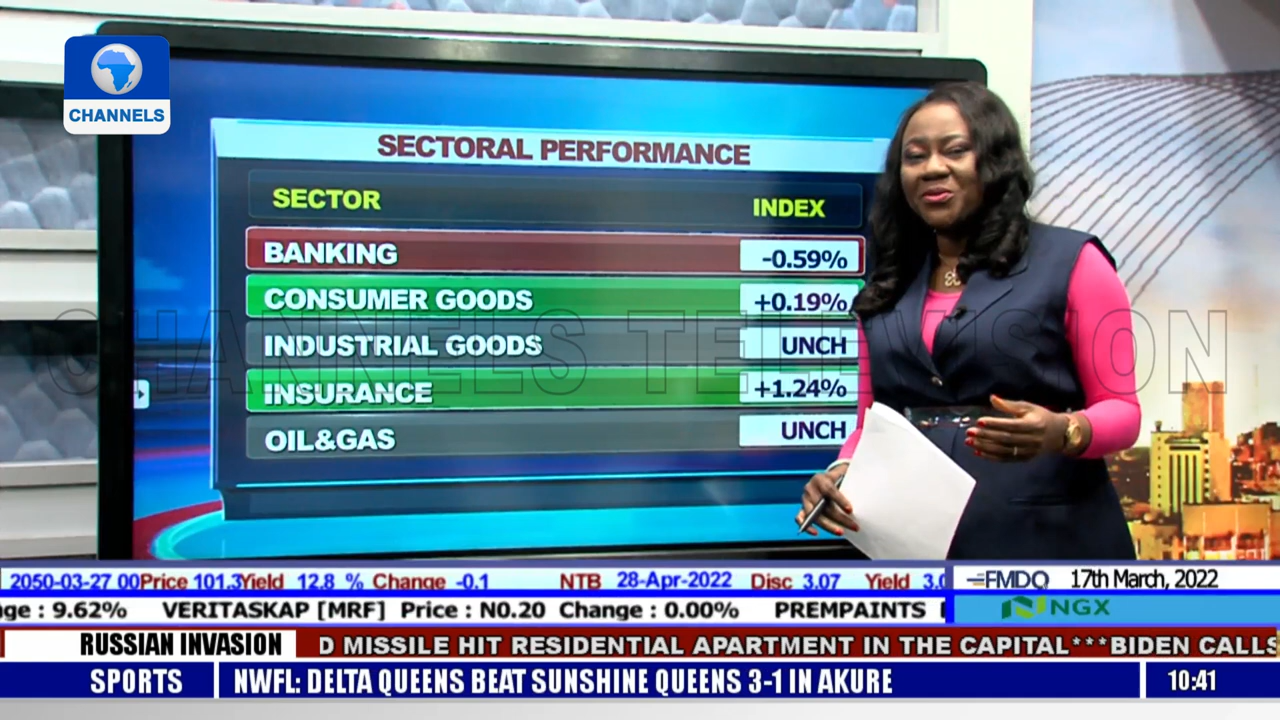 CHANNELS
SECTORAL PERFORMANCE
SECTOR INDEX
BANKING -0.59%
CONSUMER GOODS +0.19%
INDUSTRIAL GOODS UNCH
INSURANCE +1.24%
OIL&GAS UNCH
CHANNELS TELEVISION
2050-03-27 00Price 101.3Yield 12.8 % Change -0.1 NTB 28-Apr-2022 Disc 3.07 Yield 3.0
FMDQ 17th March, 2022
ge : 9.62% VERITASKAP [MRF] Price : N0.20 Change : 0.00% PREMPAINTS
NGX
RUSSIAN INVASION D MISSILE HIT RESIDENTIAL APARTMENT IN THE CAPITAL***BIDEN CALLS
SPORTS NWFL: DELTA QUEENS BEAT SUNSHINE QUEENS 3-1 IN AKURE 10:41